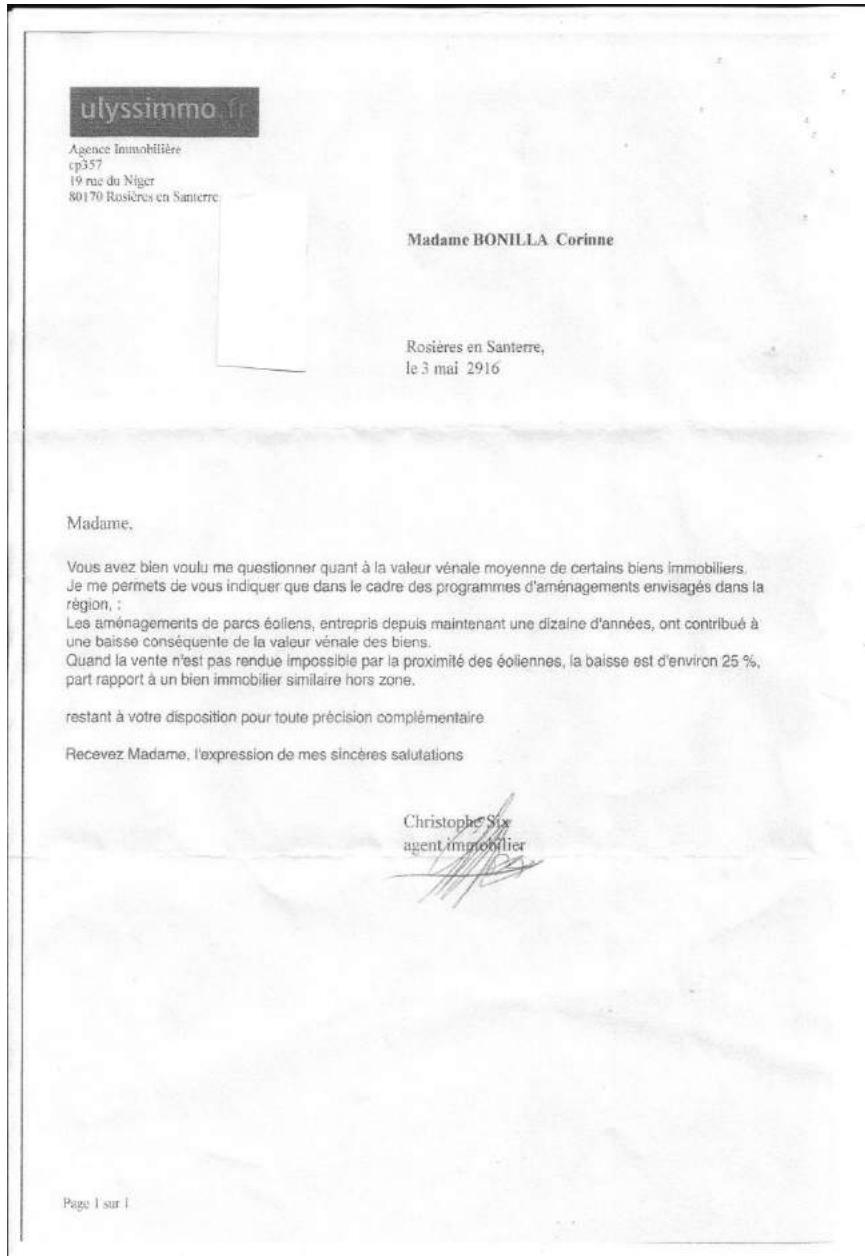 ulyssimmo.fr
Agence Immobilière
cp357
19 rue du Niger
80170 Rosières en Santerre
Madame BONILLA Corinne
Rosières en Santerre,
le 3 mai 2916
Madame,
Vous avez bien voulu me questionner quant à la valeur vénale moyenne de certains biens immobiliers.
Je me permets de vous indiquer que dans le cadre des programmes d'aménagements envisagés dans la
région, :
Les aménagements de parcs éoliens, entrepris depuis maintenant une dizaine d'années, ont contribué à
une baisse conséquente de la valeur vénale des biens.
Quand la vente n'est pas rendue impossible par la proximité des éoliennes, la baisse est d'environ 25 %,
part rapport à un bien immobilier similaire hors zone.
restant à votre disposition pour toute précision complémentaire
Recevez Madame, l'expression de mes sincères salutations
Christophe Six
agent immobilier
Page 1 sur 1